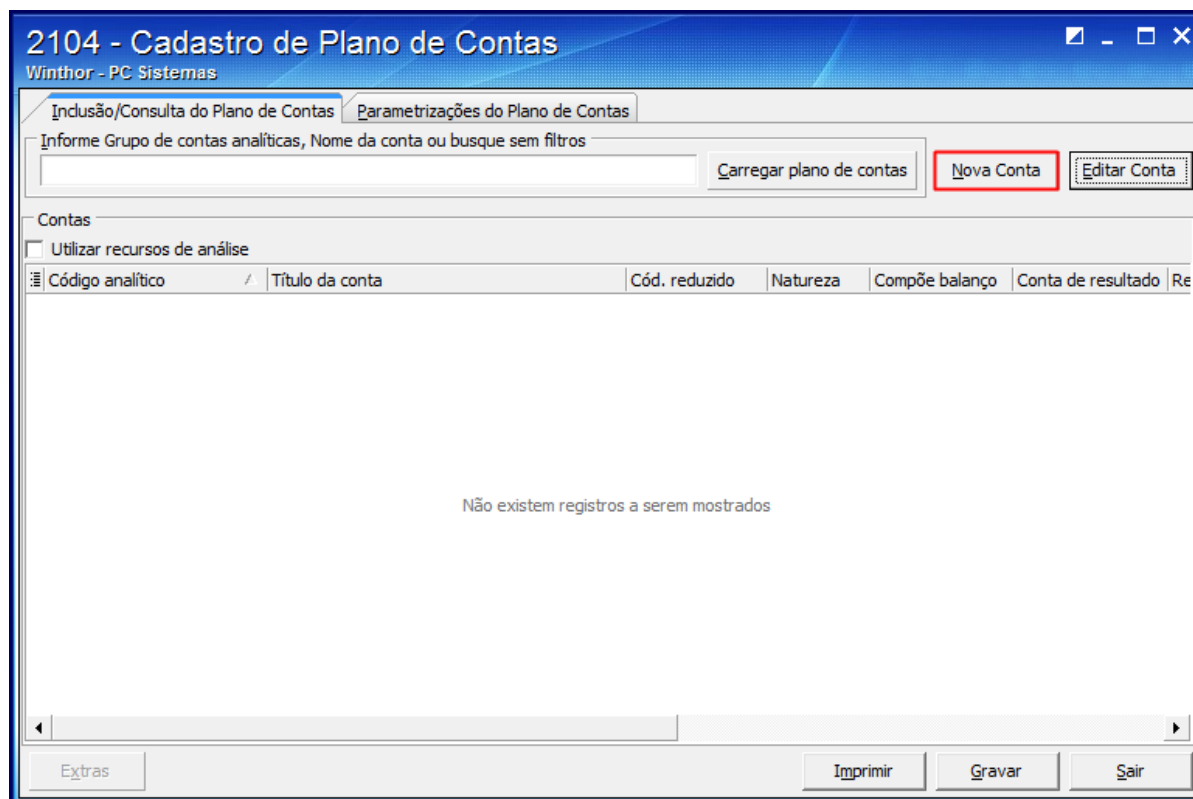 2104 - Cadastro de Plano de Contas
Winthor - PC Sistemas
Inclusão/Consulta do Plano de Contas Parametrizações do Plano de Contas
Informe Grupo de contas analíticas, Nome da conta ou busque sem filtros
Carregar plano de contas Nova Conta Editar Conta
Contas
Utilizar recursos de análise
Código analítico Título da conta Cód. reduzido Natureza Compõe balanço Conta de resultado Re
Não existem registros a serem mostrados
Extras Imprimir Gravar Sair